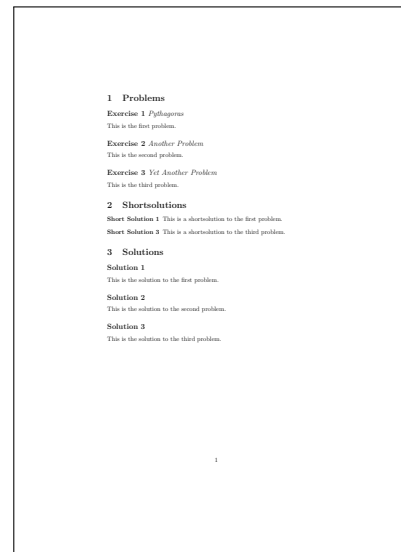 1 Problems
Exercise 1 Pythagoras
This is the first problem.
Exercise 2 Another Problem
This is the second problem.
Exercise 3 Yet Another Problem
This is the third problem.
2 Shortsolutions
Short Solution 1 This is a shortsolution to the first problem.
Short Solution 3 This is a shortsolution to the third problem.
3 Solutions
Solution 1
This is the solution to the first problem.
Solution 2
This is the solution to the second problem.
Solution 3
This is the solution to the third problem.
1